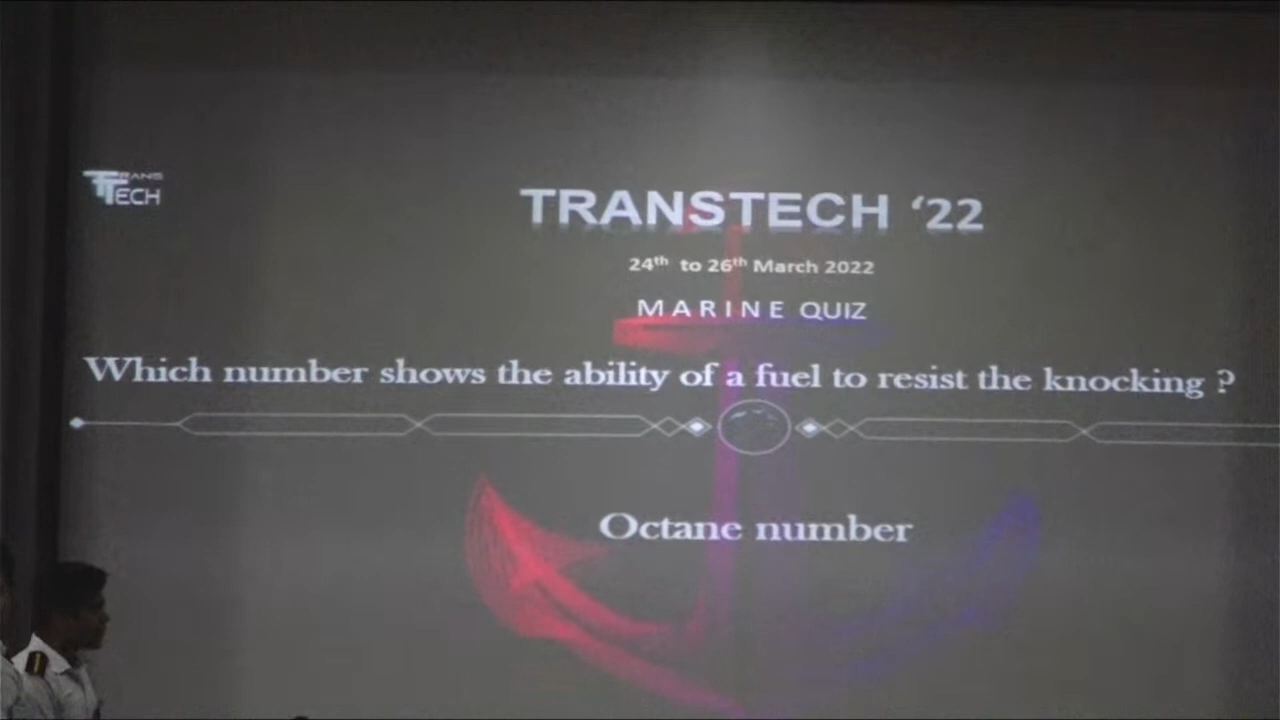 TRANS
TECH
TRANSTECH ‘22
24th to 26th March 2022
MARINE QUIZ
Which number shows the ability of a fuel to resist the knocking ?
Octane number